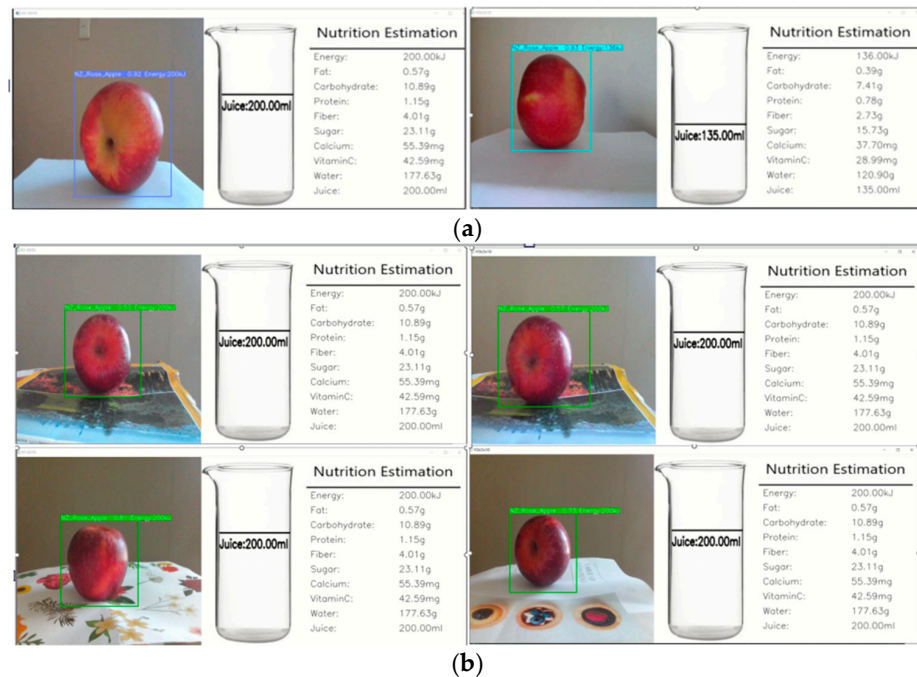 NZ_Rose_Apple: 0.92 Energy:200kJ
Juice:200.00ml
Nutrition Estimation
Energy: 200.00kJ
Fat: 0.57g
Carbohydrate: 10.89g
Protein: 1.15g
Fiber: 4.01g
Sugar: 23.11g
Calcium: 55.39mg
VitaminC: 42.59mg
Water: 177.63g
Juice: 200.00ml
Juice:135.00ml
Nutrition Estimation
Energy: 136.00kJ
Fat: 0.39g
Carbohydrate: 7.41g
Protein: 0.78g
Fiber: 2.73g
Sugar: 15.73g
Calcium: 37.70mg
VitaminC: 28.99mg
Water: 120.90g
Juice: 135.00ml
(a)
Juice:200.00ml
Nutrition Estimation
Energy: 200.00kJ
Fat: 0.57g
Carbohydrate: 10.89g
Protein: 1.15g
Fiber: 4.01g
Sugar: 23.11g
Calcium: 55.39mg
VitaminC: 42.59mg
Water: 177.63g
Juice: 200.00ml
Juice:200.00ml
Nutrition Estimation
Energy: 200.00kJ
Fat: 0.57g
Carbohydrate: 10.89g
Protein: 1.15g
Fiber: 4.01g
Sugar: 23.11g
Calcium: 55.39mg
VitaminC: 42.59mg
Water: 177.63g
Juice: 200.00ml
Juice:200.00ml
Nutrition Estimation
Energy: 200.00kJ
Fat: 0.57g
Carbohydrate: 10.89g
Protein: 1.15g
Fiber: 4.01g
Sugar: 23.11g
Calcium: 55.39mg
VitaminC: 42.59mg
Water: 177.63g
Juice: 200.00ml
Juice:200.00ml
Nutrition Estimation
Energy: 200.00kJ
Fat: 0.57g
Carbohydrate: 10.89g
Protein: 1.15g
Fiber: 4.01g
Sugar: 23.11g
Calcium: 55.39mg
VitaminC: 42.59mg
Water: 177.63g
Juice: 200.00ml
(b)